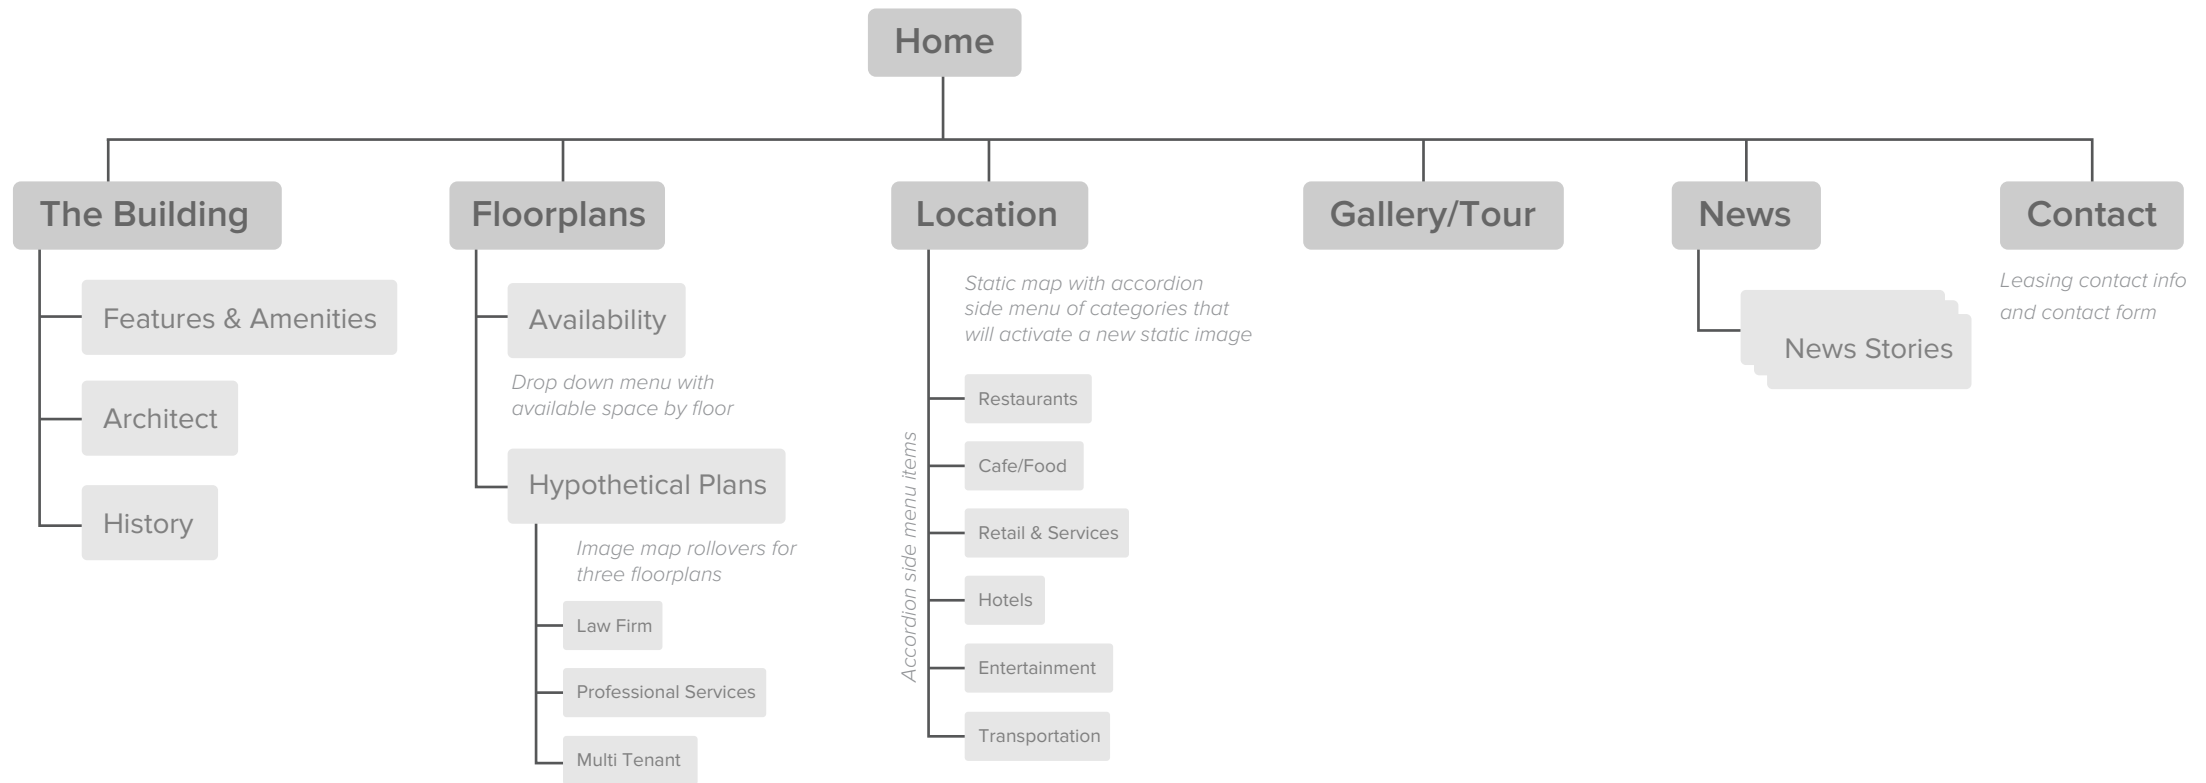 Home
The Building
Features & Amenities
Architect
History
Floorplans
Availability
Drop down menu with
available space by floor
Hypothetical Plans
Image map rollovers for
three floorplans
Law Firm
Professional Services
Multi Tenant
Location
Static map with accordion
side menu of categories that
will activate a new static image
Accordion side menu items
Restaurants
Cafe/Food
Retail & Services
Hotels
Entertainment
Transportation
Gallery/Tour
News
News Stories
Contact
Leasing contact info
and contact form